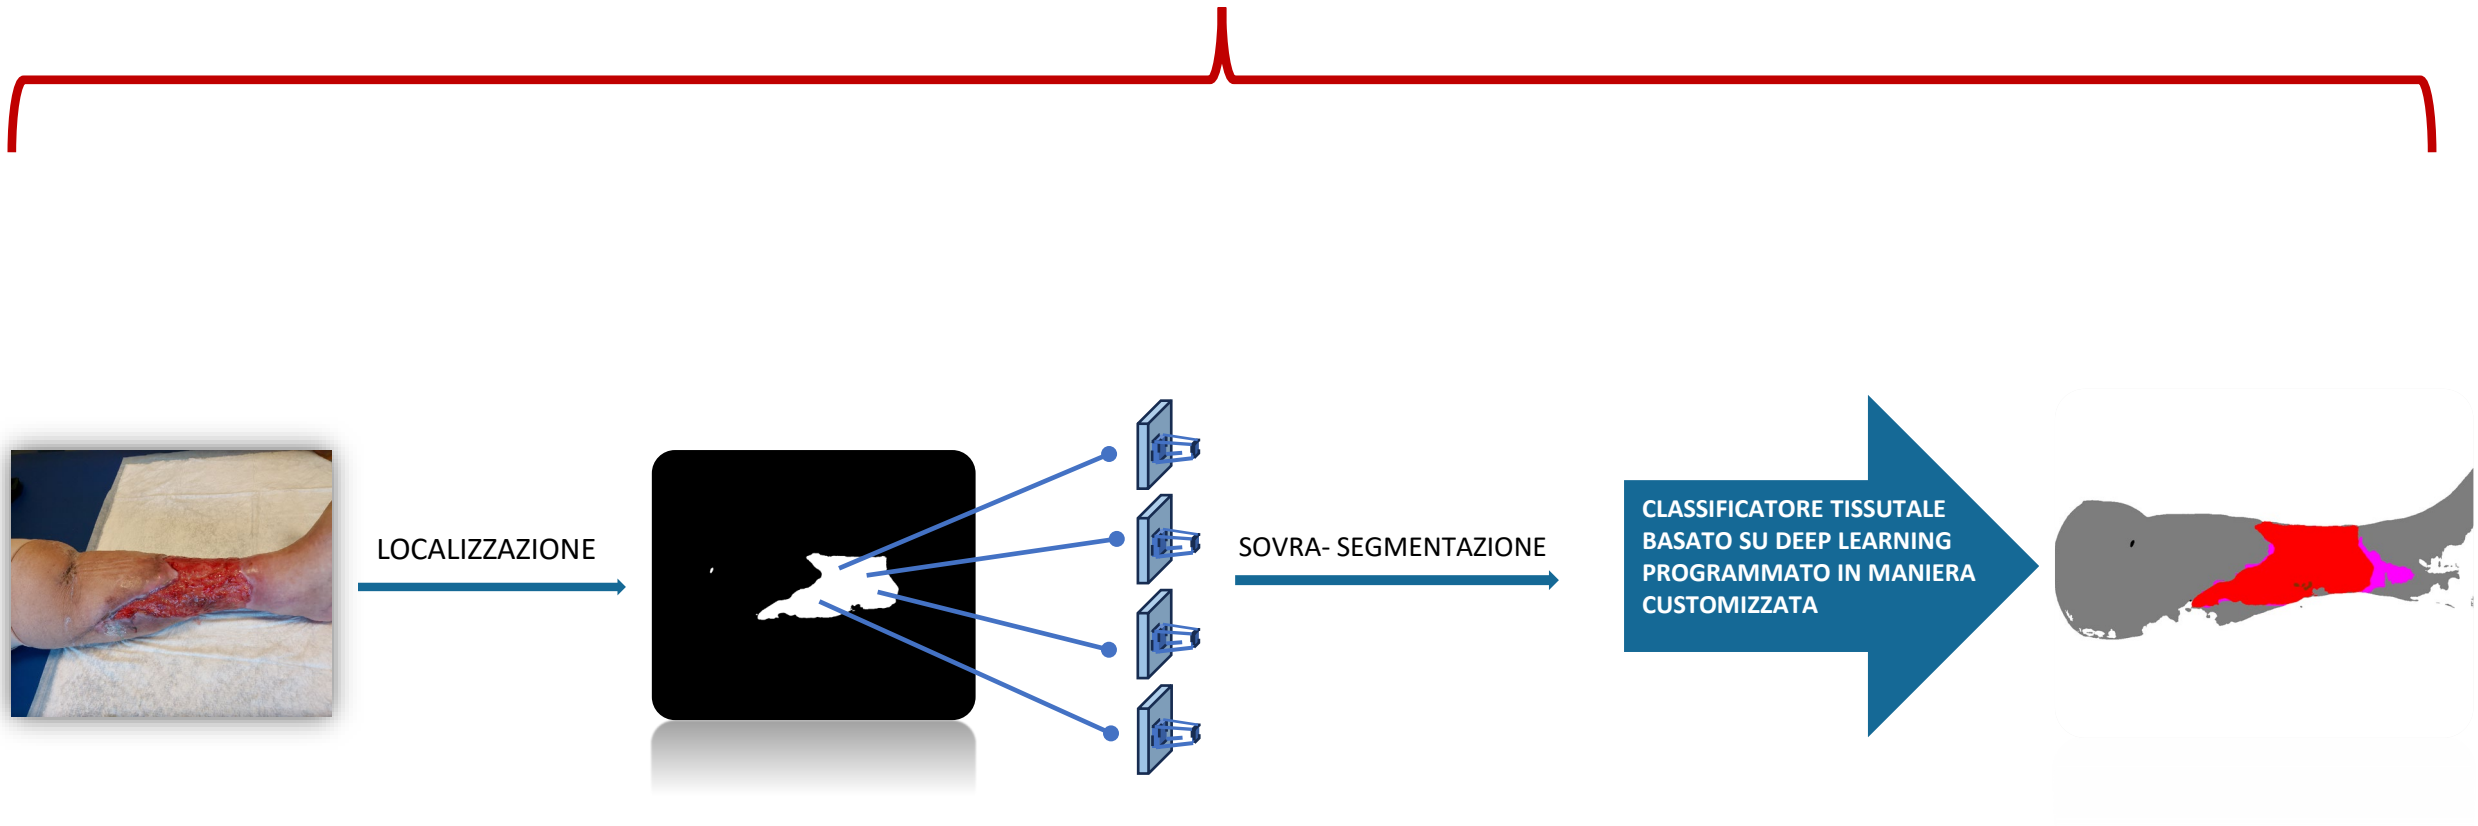 LOCALIZZAZIONE
SOVRA- SEGMENTAZIONE
CLASSIFICATORE TISSUTALE
BASATO SU DEEP LEARNING
PROGRAMMATO IN MANIERA
CUSTOMIZZATA